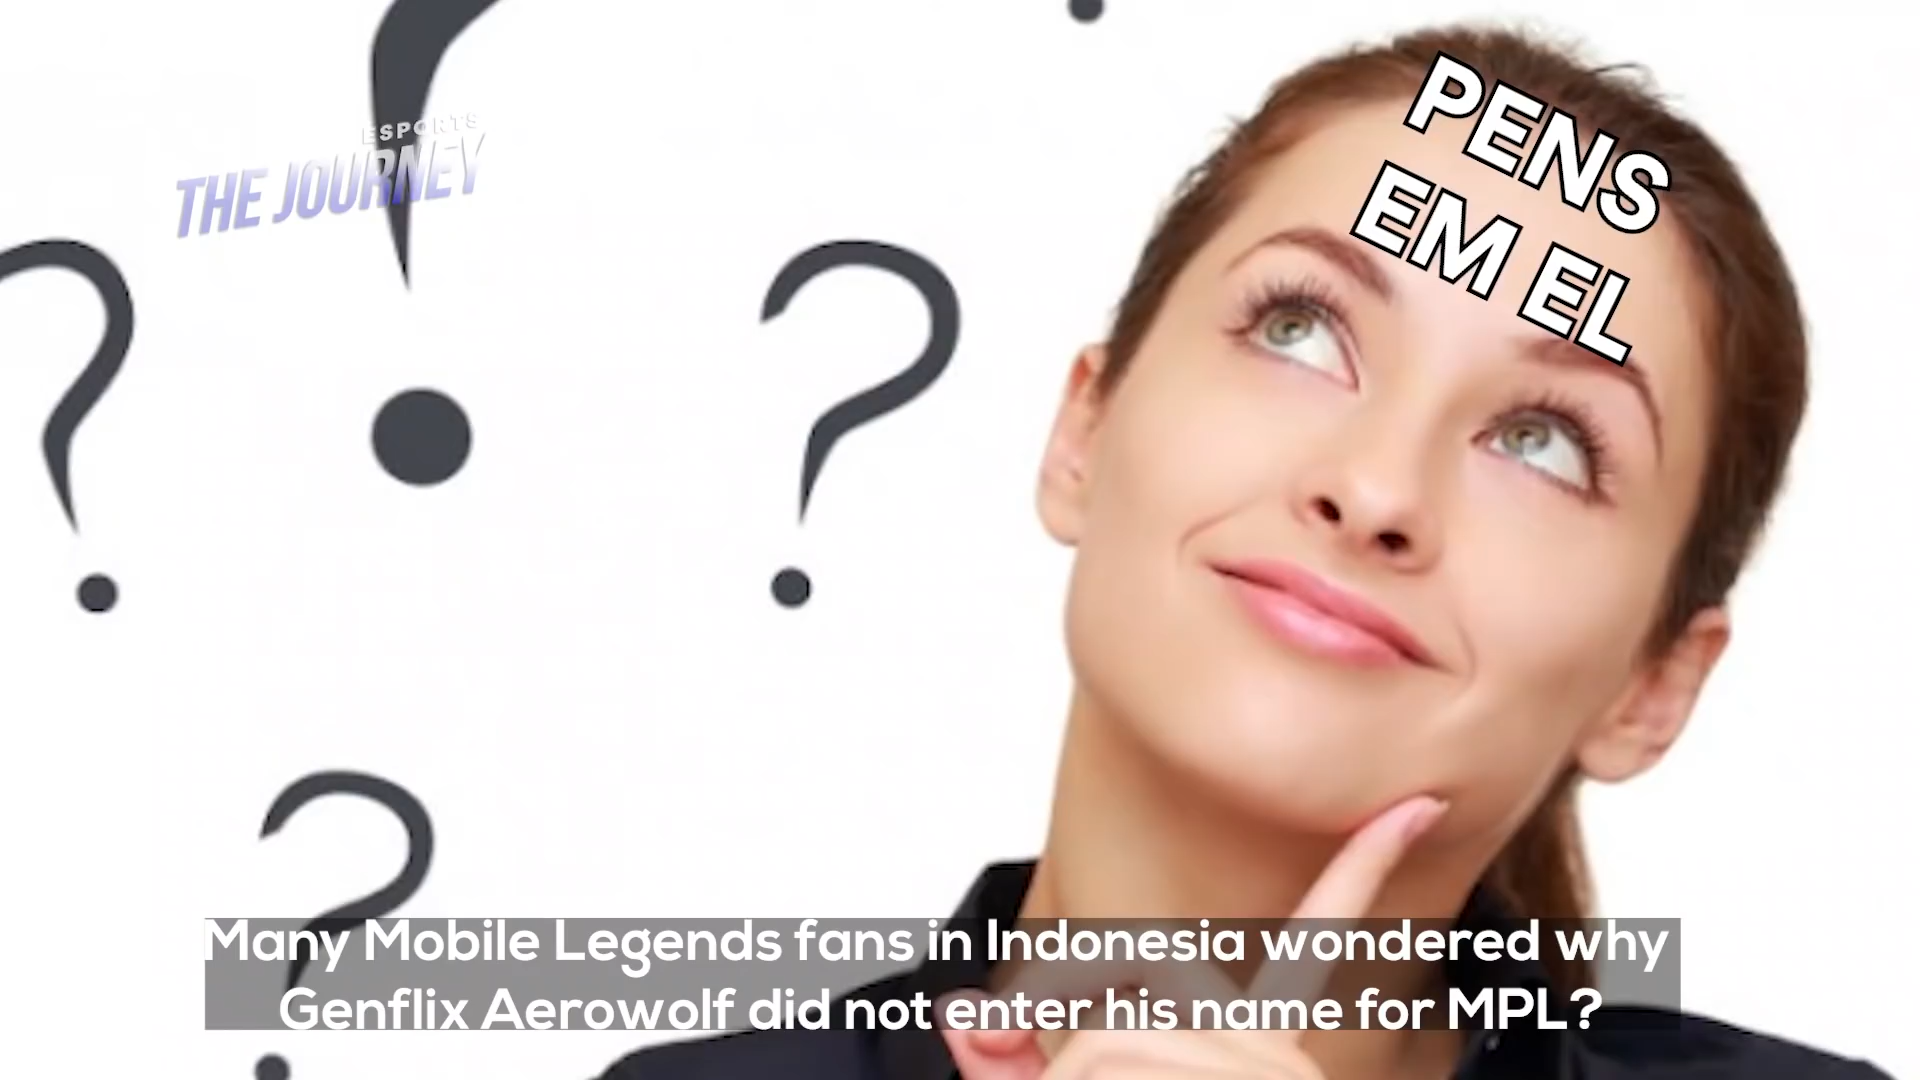 ESPORTS
THE JOURNEY
PENS
EM EL
Many Mobile Legends fans in Indonesia wondered why
Genflix Aerowolf did not enter his name for MPL?